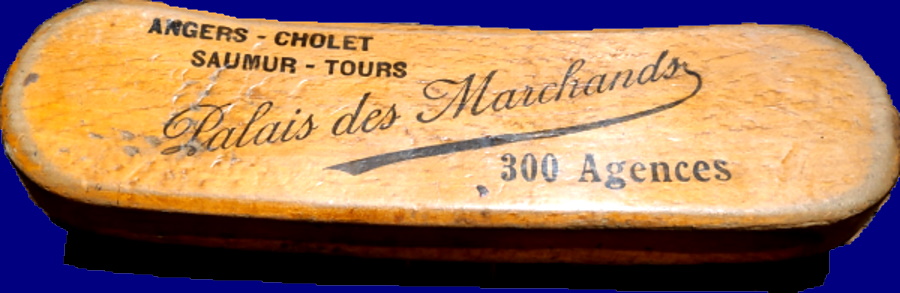 ANGERS - CHOLET
SAUMUR - TOURS
Palais des Marchands
300 Agences